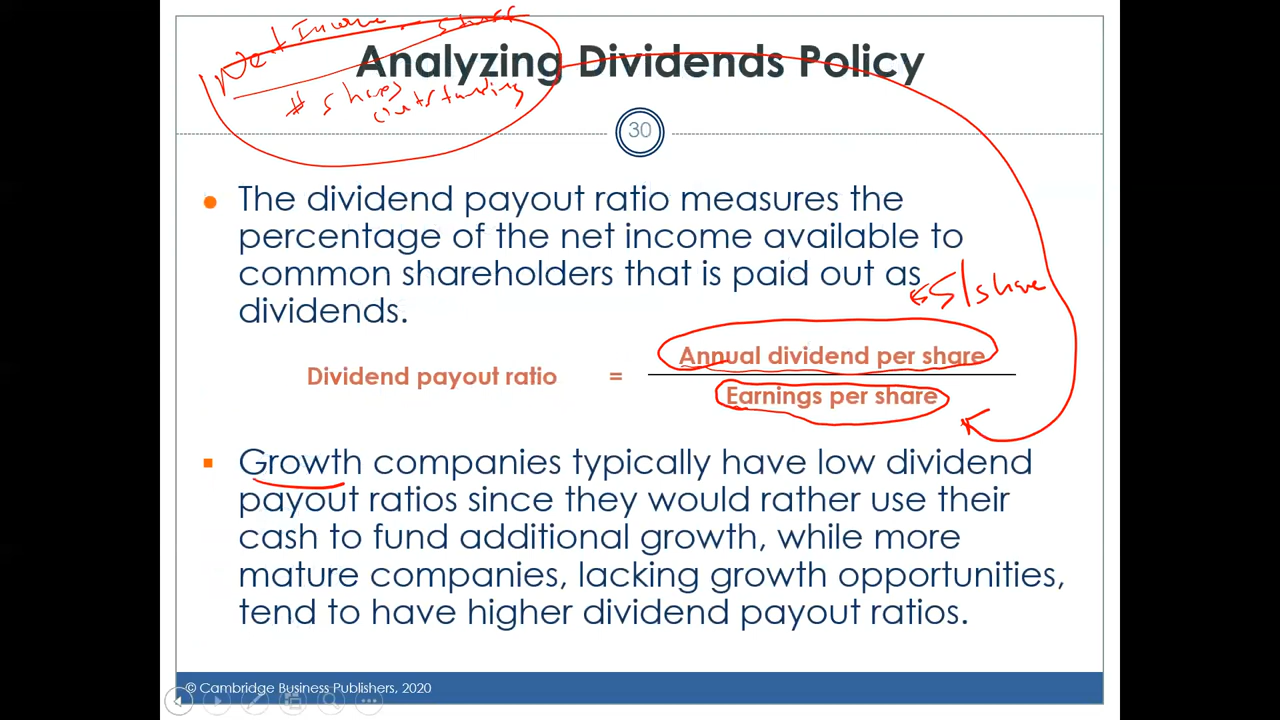 Net Income - stuff
# shares
outstanding
Analyzing Dividends Policy
30
The dividend payout ratio measures the
percentage of the net income available to
common shareholders that is paid out as
dividends.
$/share
Dividend payout ratio = Annual dividend per share
Earnings per share
Growth companies typically have low dividend
payout ratios since they would rather use their
cash to fund additional growth, while more
mature companies, lacking growth opportunities,
tend to have higher dividend payout ratios.
© Cambridge Business Publishers, 2020